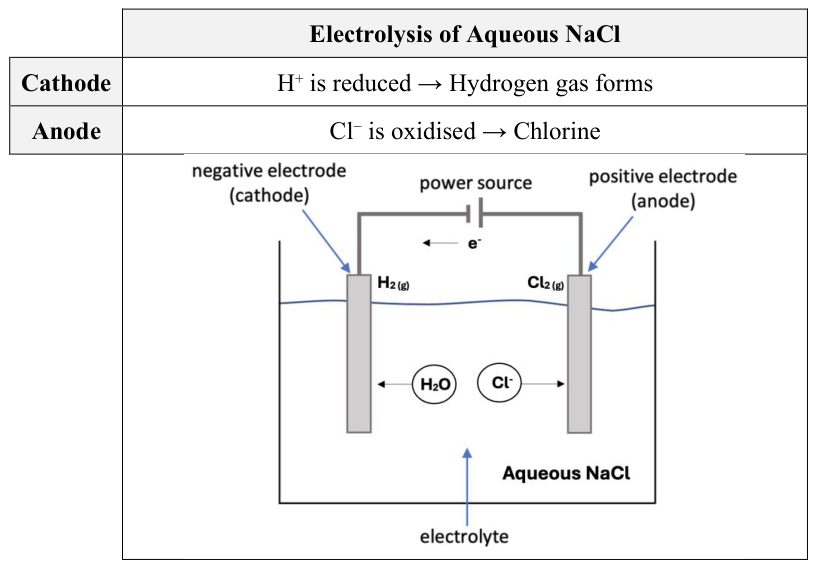 Electrolysis of Aqueous NaCl
Cathode
H⁺ is reduced → Hydrogen gas forms
Anode
Cl⁻ is oxidised → Chlorine
negative electrode
(cathode)
power source
positive electrode
(anode)
e⁻
H₂ (g)
Cl₂ (g)
H₂O
Cl⁻
Aqueous NaCl
electrolyte